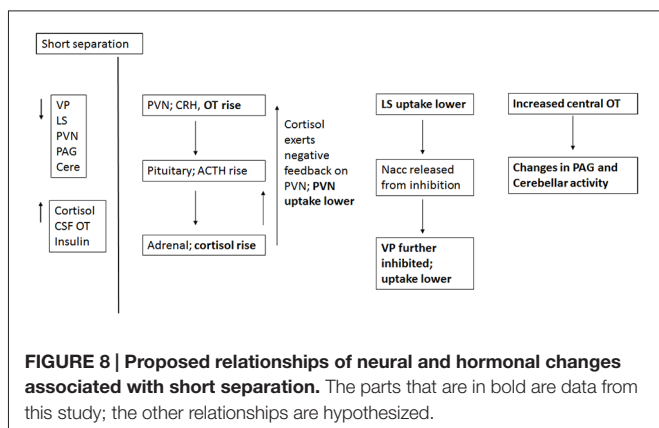 Short separation
VP
LS
PVN
PAG
Cere
Cortisol
CSF OT
Insulin
PVN; CRH, OT rise
Pituitary; ACTH rise
Adrenal; cortisol rise
Cortisol
exerts
negative
feedback on
PVN; PVN
uptake lower
LS uptake lower
Nacc released
from inhibition
VP further
inhibited;
uptake lower
Increased central OT
Changes in PAG and
Cerebellar activity
FIGURE 8 | Proposed relationships of neural and hormonal changes
associated with short separation. The parts that are in bold are data from
this study; the other relationships are hypothesized.